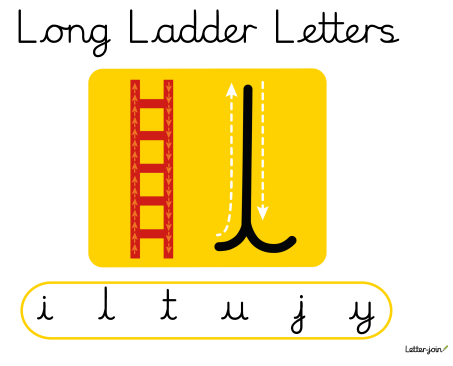 Long Ladder Letters
l
i l t u j y
Letter-join